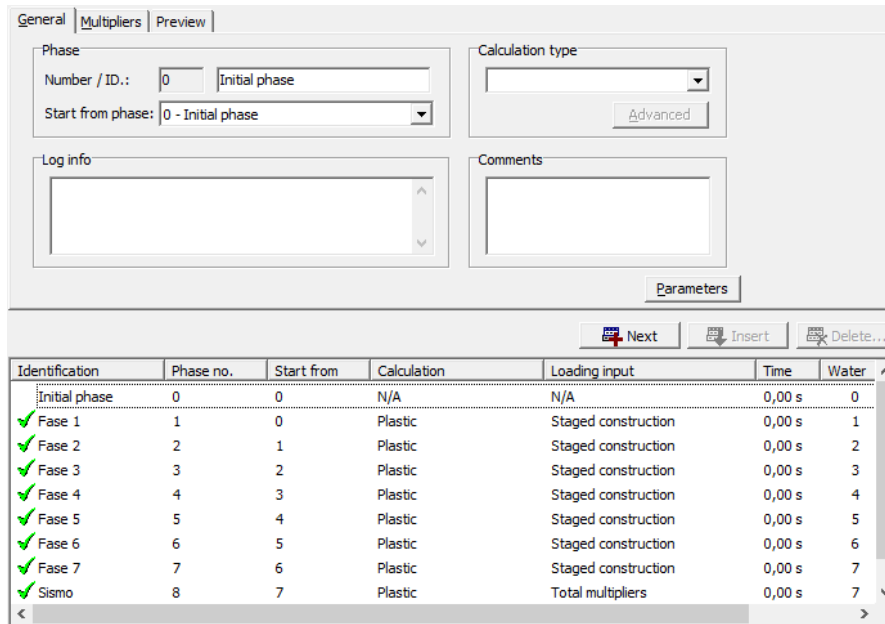 General Multipliers Preview
Phase Calculation type
Number / ID.: 0 Initial phase
Start from phase: 0 - Initial phase Advanced
Log info Comments
Parameters
Next Insert Delete...
Identification Phase no. Start from Calculation Loading input Time Water
Initial phase 0 0 N/A N/A 0,00 s 0
Fase 1 1 0 Plastic Staged construction 0,00 s 1
Fase 2 2 1 Plastic Staged construction 0,00 s 2
Fase 3 3 2 Plastic Staged construction 0,00 s 3
Fase 4 4 3 Plastic Staged construction 0,00 s 4
Fase 5 5 4 Plastic Staged construction 0,00 s 5
Fase 6 6 5 Plastic Staged construction 0,00 s 6
Fase 7 7 6 Plastic Staged construction 0,00 s 7
Sismo 8 7 Plastic Total multipliers 0,00 s 7